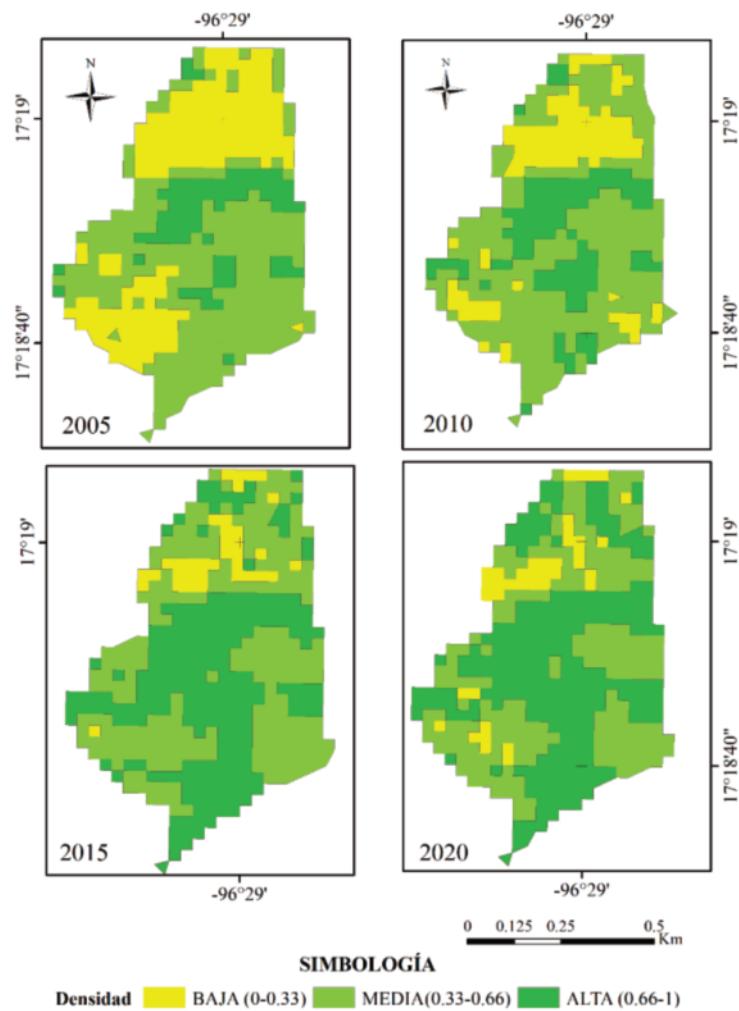 -96°29'
-96°29'
N
N
17°19'
17°19'
17°18'40"
17°18'40"
2005
2010
17°19'
17°19'
17°18'40"
2015
2020
-96°29'
-96°29'
0 0.125 0.25 0.5
Km
SIMBOLOGÍA
Densidad BAJA (0-0.33) MEDIA(0.33-0.66) ALTA (0.66-1)